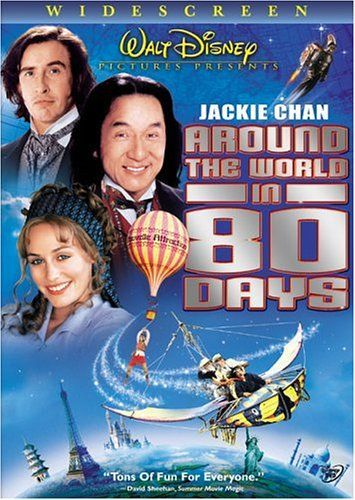 WIDESCREEN
WALT DISNEY
PICTURES PRESENTS
JACKIE CHAN
AROUND
THE WORLD
IN
80
DAYS
"Tons Of Fun For Everyone."
David Sheehan, Summer Movie Magic
DVD